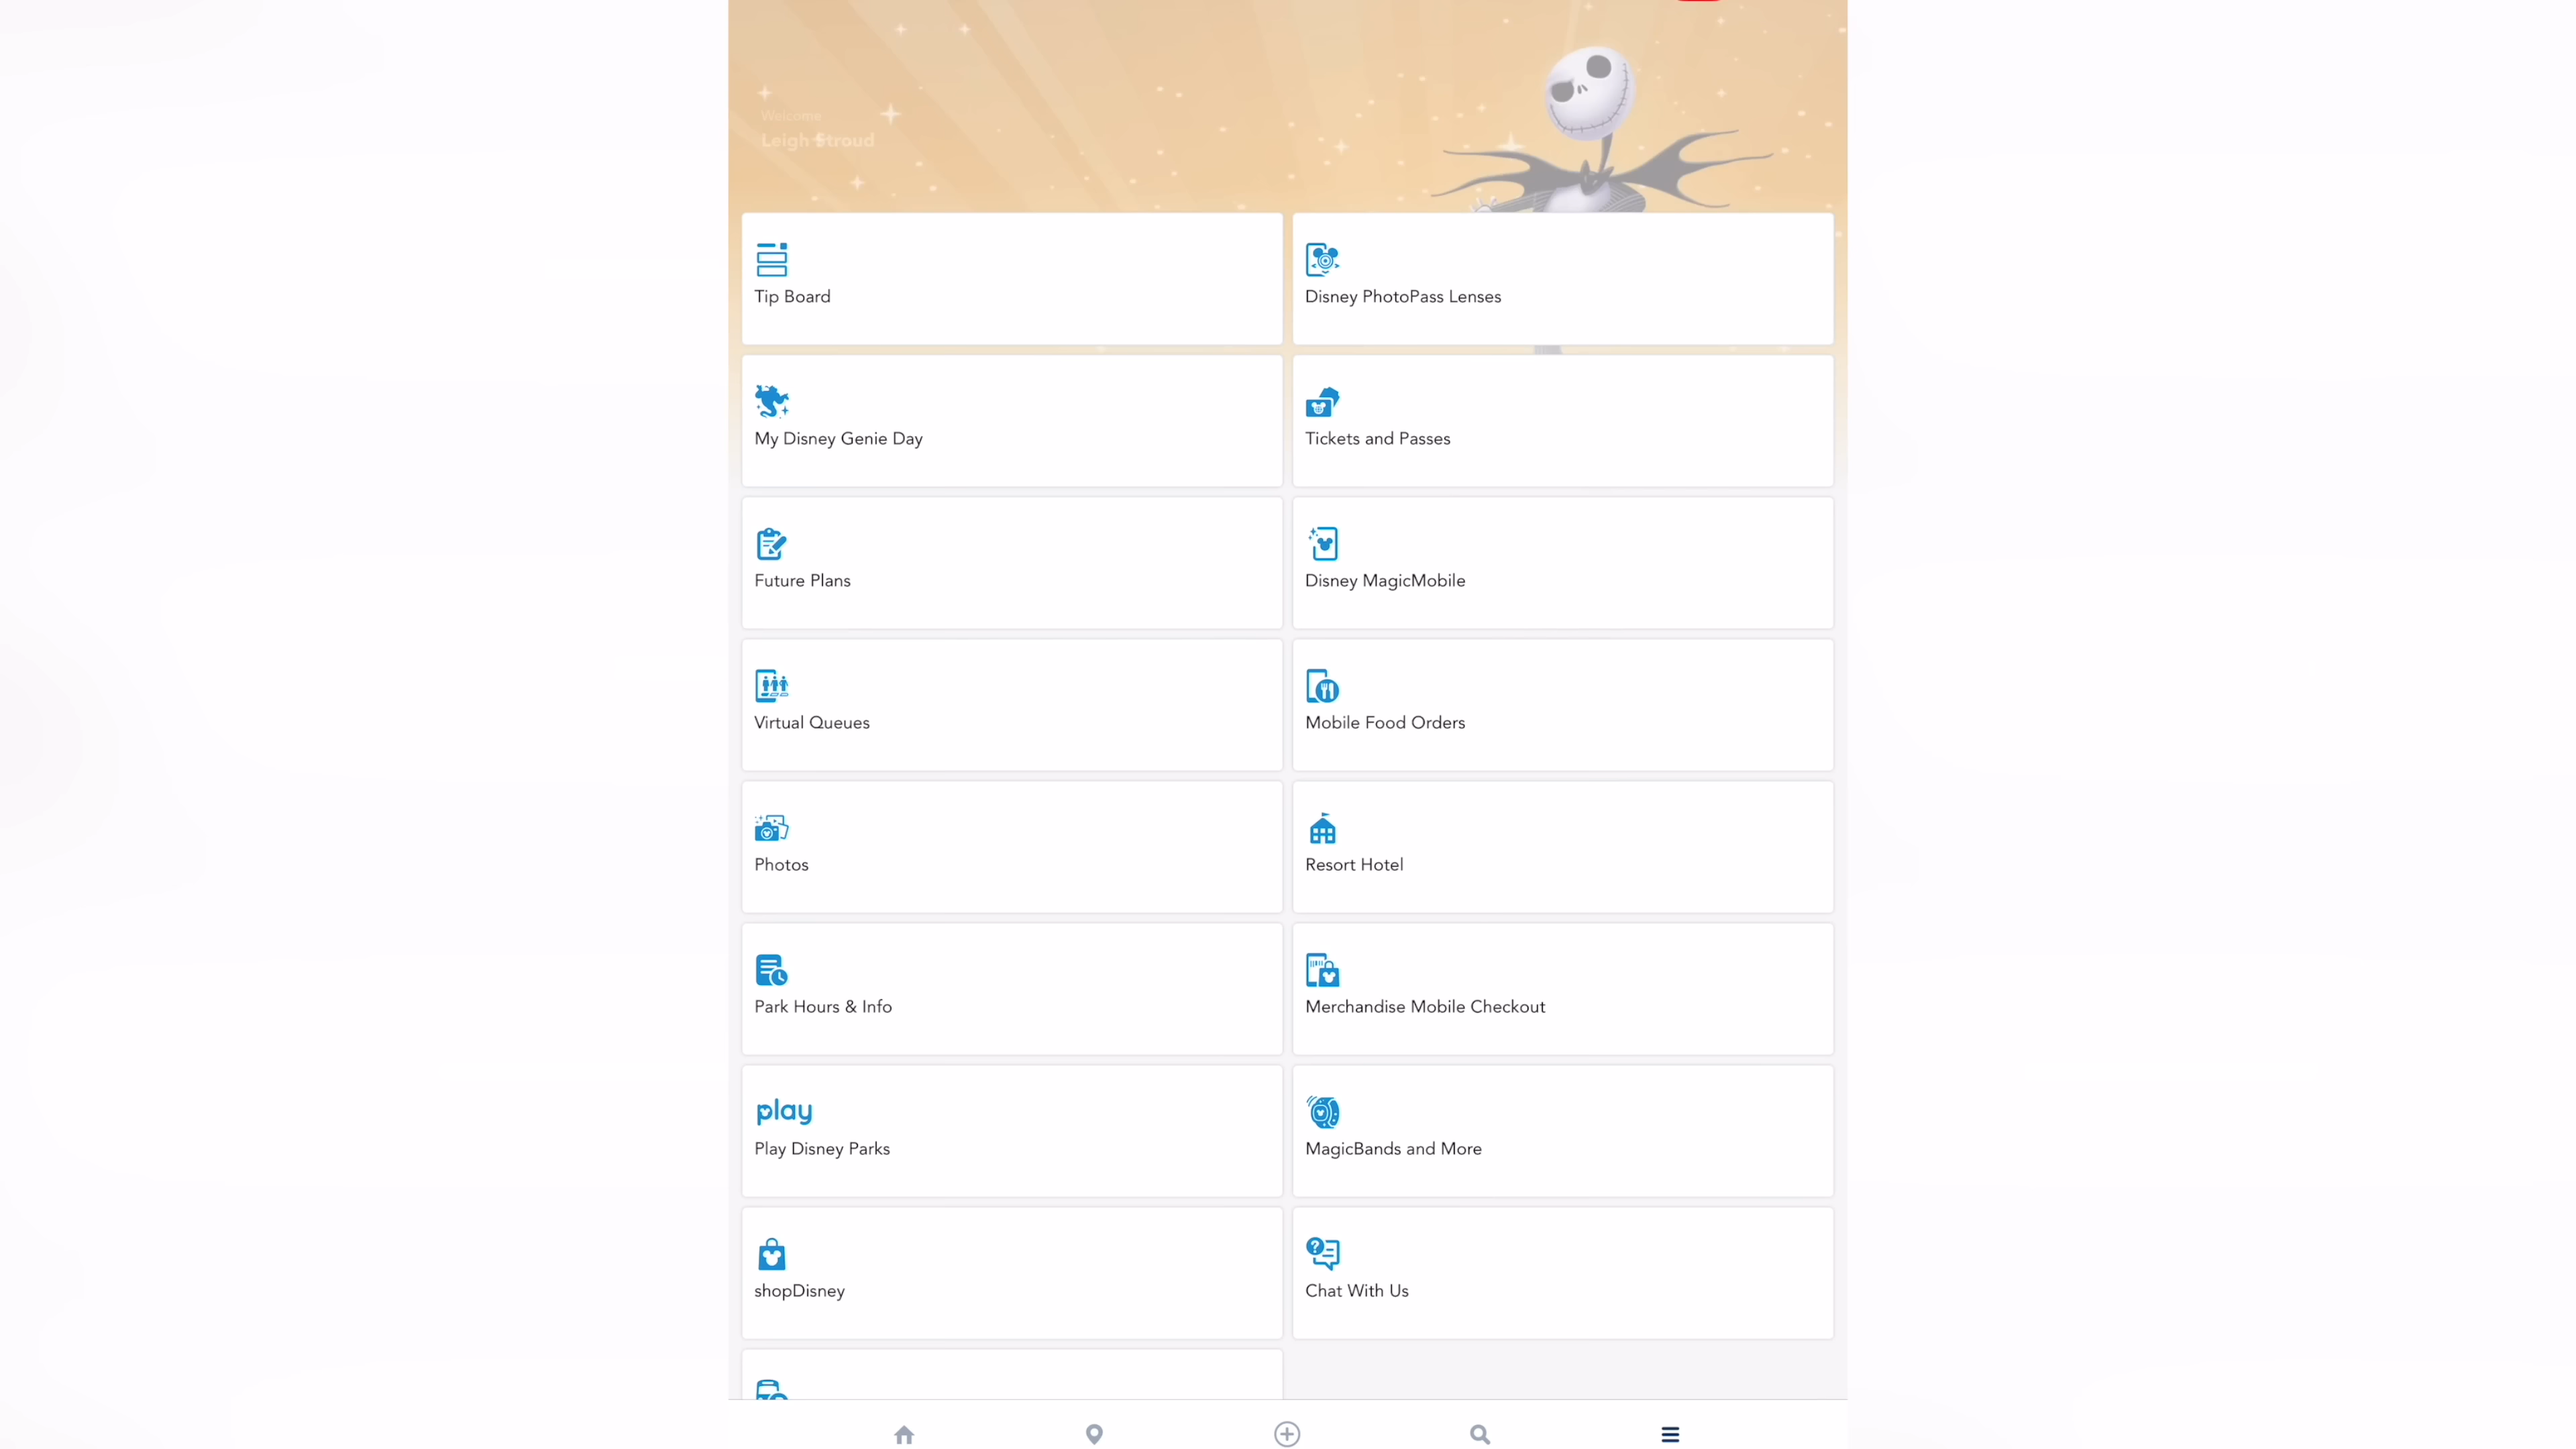 Welcome
Leigh Stroud
Tip Board
Disney PhotoPass Lenses
My Disney Genie Day
Tickets and Passes
Future Plans
Disney MagicMobile
Virtual Queues
Mobile Food Orders
Photos
Resort Hotel
Park Hours & Info
Merchandise Mobile Checkout
play
Play Disney Parks
MagicBands and More
shopDisney
Chat With Us